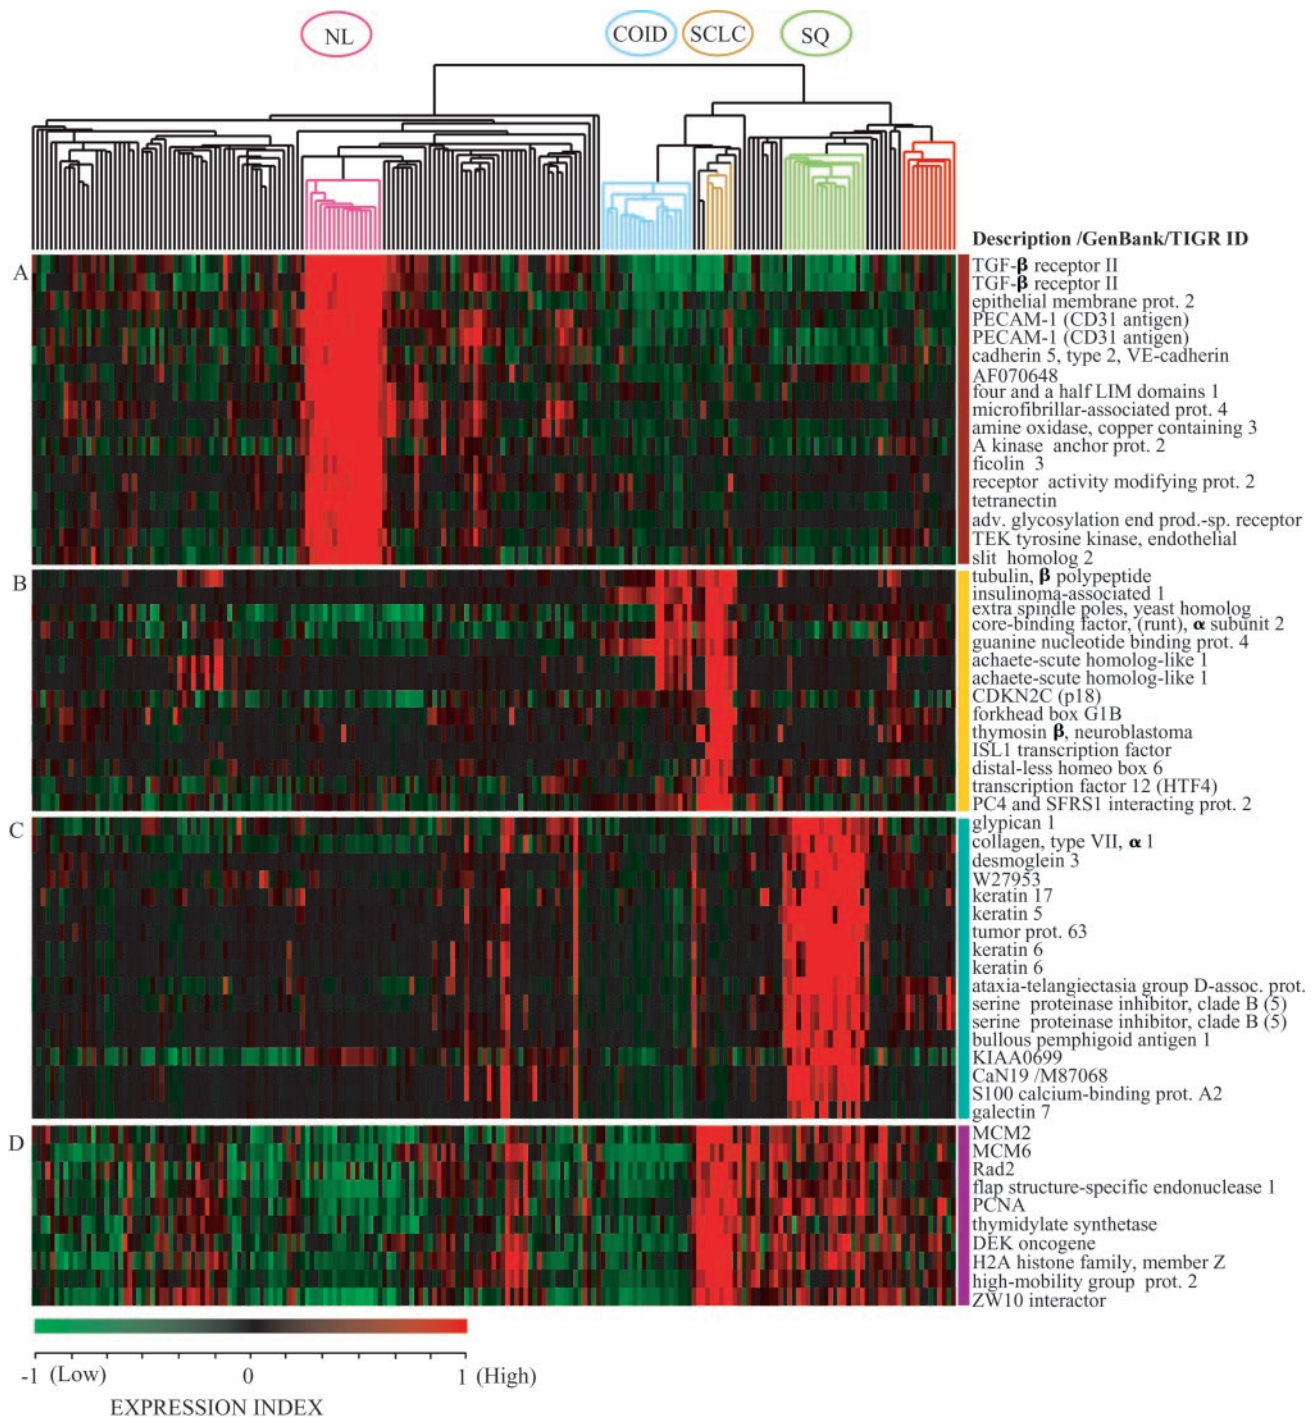 NL COID SCLC SQ
Description /GenBank/TIGR ID
A
TGF-β receptor II
TGF-β receptor II
epithelial membrane prot. 2
PECAM-1 (CD31 antigen)
PECAM-1 (CD31 antigen)
cadherin 5, type 2, VE-cadherin
AF070648
four and a half LIM domains 1
microfibrillar-associated prot. 4
amine oxidase, copper containing 3
A kinase anchor prot. 2
ficolin 3
receptor activity modifying prot. 2
tetranectin
adv. glycosylation end prod.-sp. receptor
TEK tyrosine kinase, endothelial
slit homolog 2
B
tubulin, β polypeptide
insulinoma-associated 1
extra spindle poles, yeast homolog
core-binding factor, (runt), α subunit 2
guanine nucleotide binding prot. 4
achaete-scute homolog-like 1
achaete-scute homolog-like 1
CDKN2C (p18)
forkhead box G1B
thymosin β, neuroblastoma
ISL1 transcription factor
distal-less homeo box 6
transcription factor 12 (HTF4)
PC4 and SFRS1 interacting prot. 2
C
glypican 1
collagen, type VII, α 1
desmoglein 3
W27953
keratin 17
keratin 5
tumor prot. 63
keratin 6
keratin 6
ataxia-telangiectasia group D-assoc. prot.
serine proteinase inhibitor, clade B (5)
serine proteinase inhibitor, clade B (5)
bullous pemphigoid antigen 1
KIAA0699
CaN19 /M87068
S100 calcium-binding prot. A2
galectin 7
D
MCM2
MCM6
Rad2
flap structure-specific endonuclease 1
PCNA
thymidylate synthetase
DEK oncogene
H2A histone family, member Z
high-mobility group prot. 2
ZW10 interactor
-1 (Low) 0 1 (High)
EXPRESSION INDEX